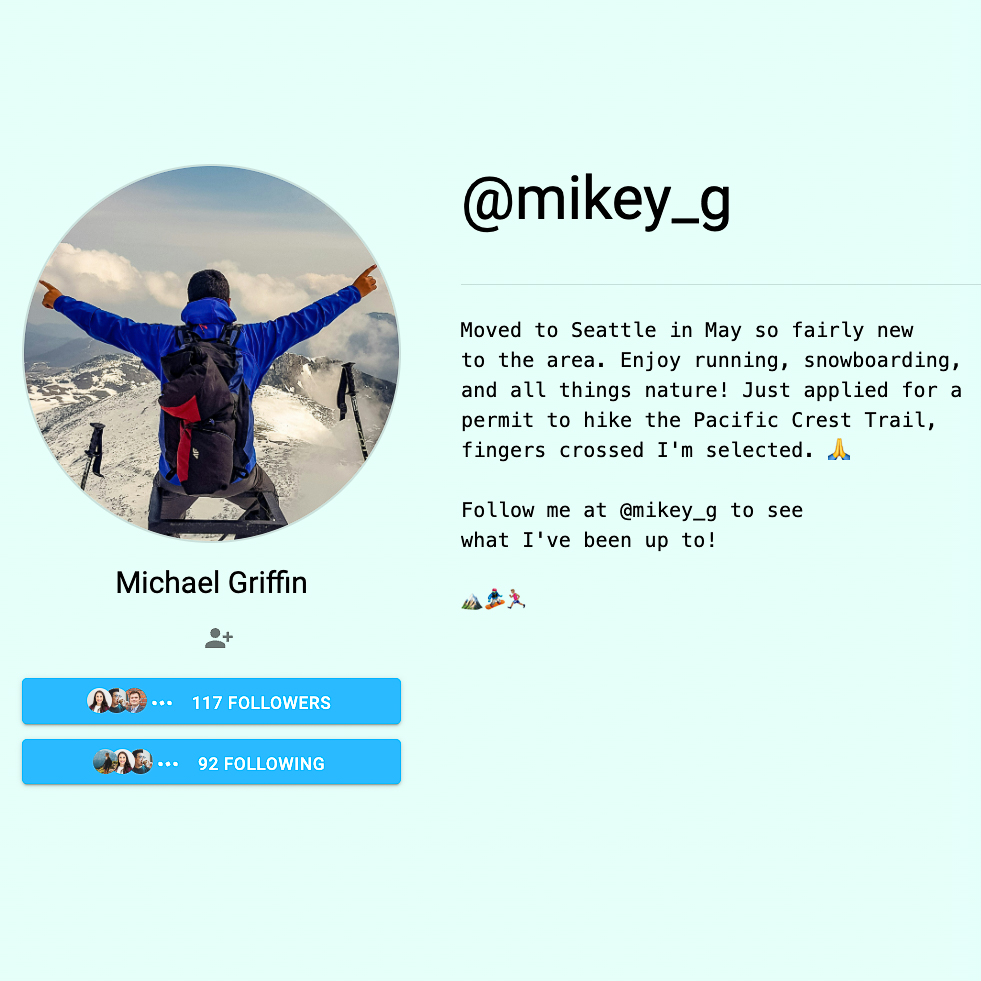 @mikey_g
Moved to Seattle in May so fairly new
to the area. Enjoy running, snowboarding,
and all things nature! Just applied for a
permit to hike the Pacific Crest Trail,
fingers crossed I'm selected. 🙏
Follow me at @mikey_g to see
what I've been up to!
⛰️🏂🏃
Michael Griffin
117 FOLLOWERS
92 FOLLOWING